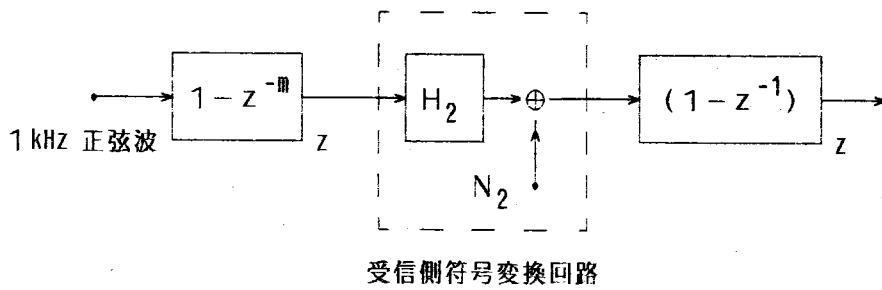 1 - z^{-m}
H₂
(1 - z^{-1})
1 kHz 正弦波
z
z
N₂
受信側符号変換回路